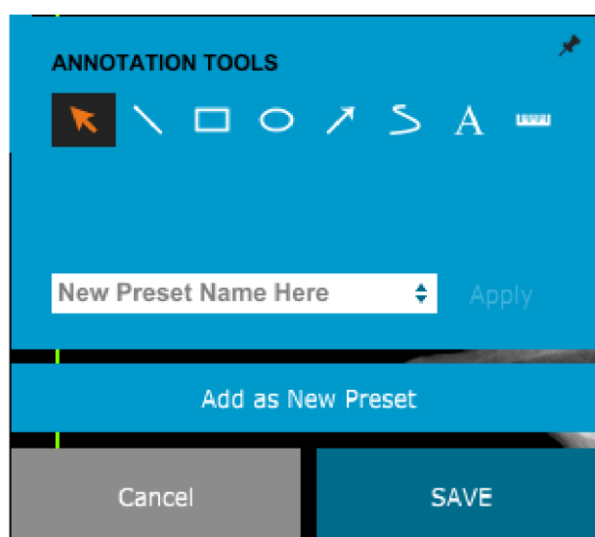 ANNOTATION TOOLS
A
New Preset Name Here
Apply
Add as New Preset
Cancel
SAVE